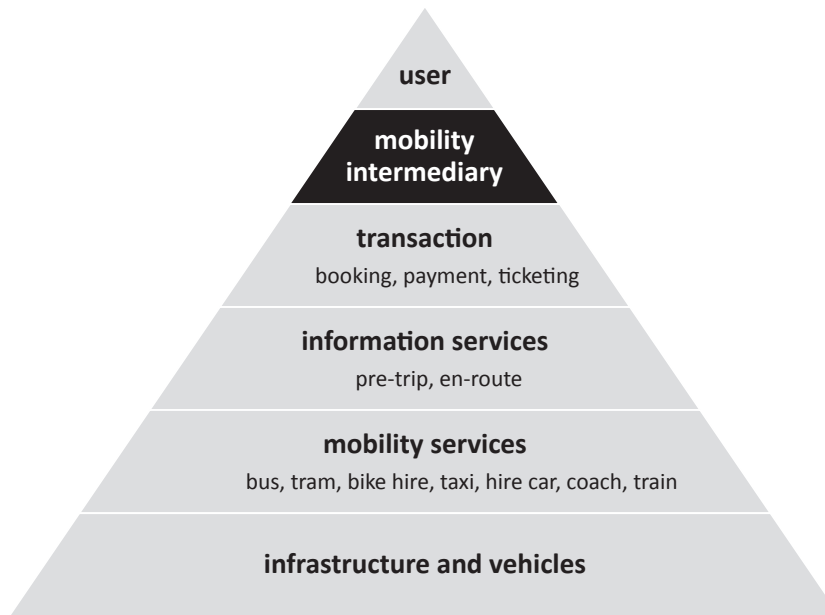 user
mobility
intermediary
transaction
booking, payment, ticketing
information services
pre-trip, en-route
mobility services
bus, tram, bike hire, taxi, hire car, coach, train
infrastructure and vehicles